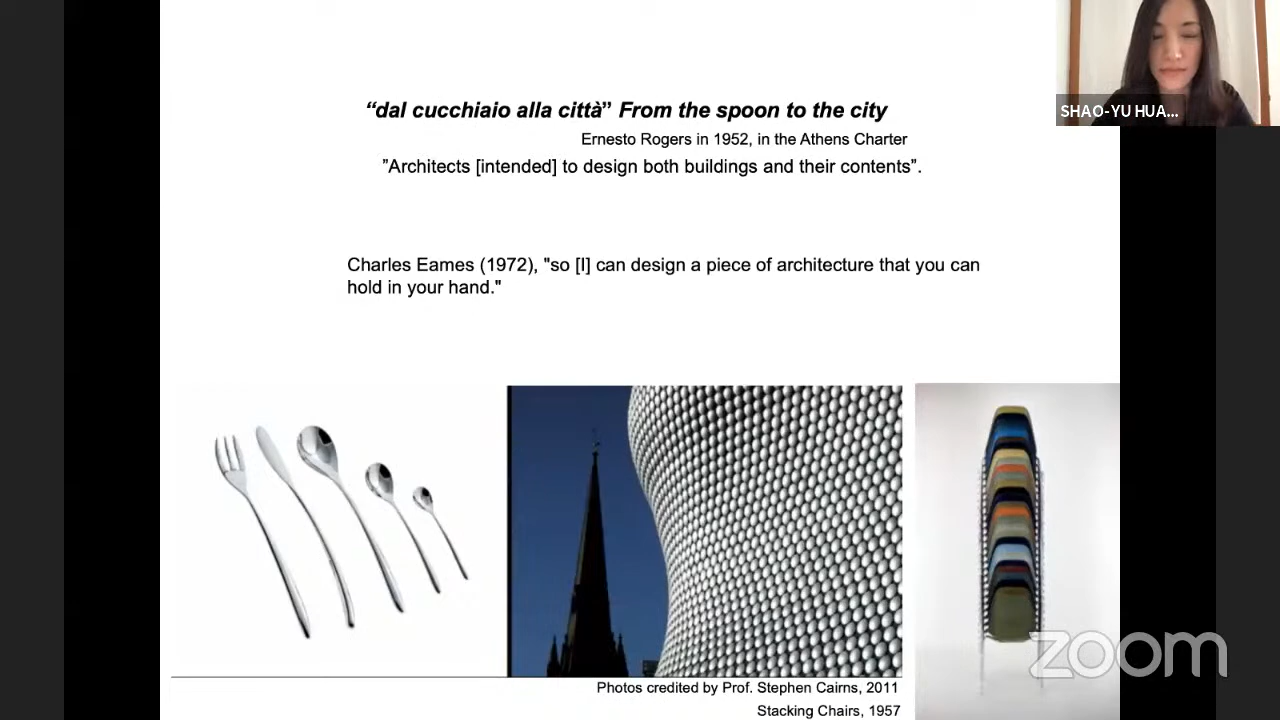 “dal cucchiaio alla città” From the spoon to the city
SHAO-YU HUA...
Ernesto Rogers in 1952, in the Athens Charter
”Architects [intended] to design both buildings and their contents”.
Charles Eames (1972), "so [I] can design a piece of architecture that you can
hold in your hand."
zoom
Photos credited by Prof. Stephen Cairns, 2011
Stacking Chairs, 1957